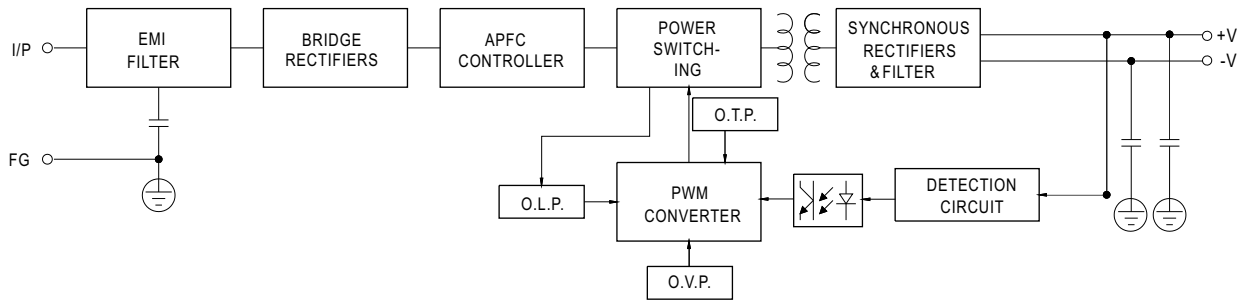 I/P
EMI
FILTER
BRIDGE
RECTIFIERS
APFC
CONTROLLER
POWER
SWITCH-
ING
SYNCHRONOUS
RECTIFIERS
&FILTER
+V
-V
O.T.P.
FG
O.L.P.
PWM
CONVERTER
DETECTION
CIRCUIT
O.V.P.